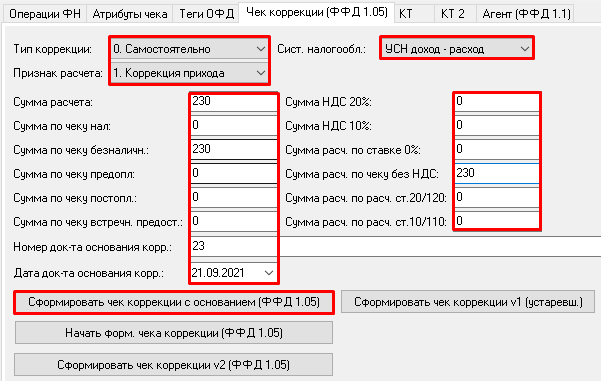 Операции ФН Атрибуты чека Теги ОФД Чек коррекции (ФФД 1.05) КТ КТ 2 Агент (ФФД 1.1)
Тип коррекции: 0. Самостоятельно Сист. налогообл.: УСН доход - расход
Признак расчета: 1. Коррекция прихода
Сумма расчета: 230 Сумма НДС 20%: 0
Сумма по чеку нал: 0 Сумма НДС 10%: 0
Сумма по чеку безналичн.: 230 Сумма расч. по ставке 0%: 0
Сумма по чеку предопл: 0 Сумма расч. по чеку без НДС: 230
Сумма по чеку постопл.: 0 Сумма расч. по расч. ст.20/120: 0
Сумма по чеку встречн. предост.: 0 Сумма расч. по расч. ст.10/110: 0
Номер док-та основания корр.: 23
Дата док-та основания корр.: 21.09.2021
Сформировать чек коррекции с основанием (ФФД 1.05) Сформировать чек коррекции v1 (устаревш.)
Начать форм. чека коррекции (ФФД 1.05)
Сформировать чек коррекции v2 (ФФД 1.05)